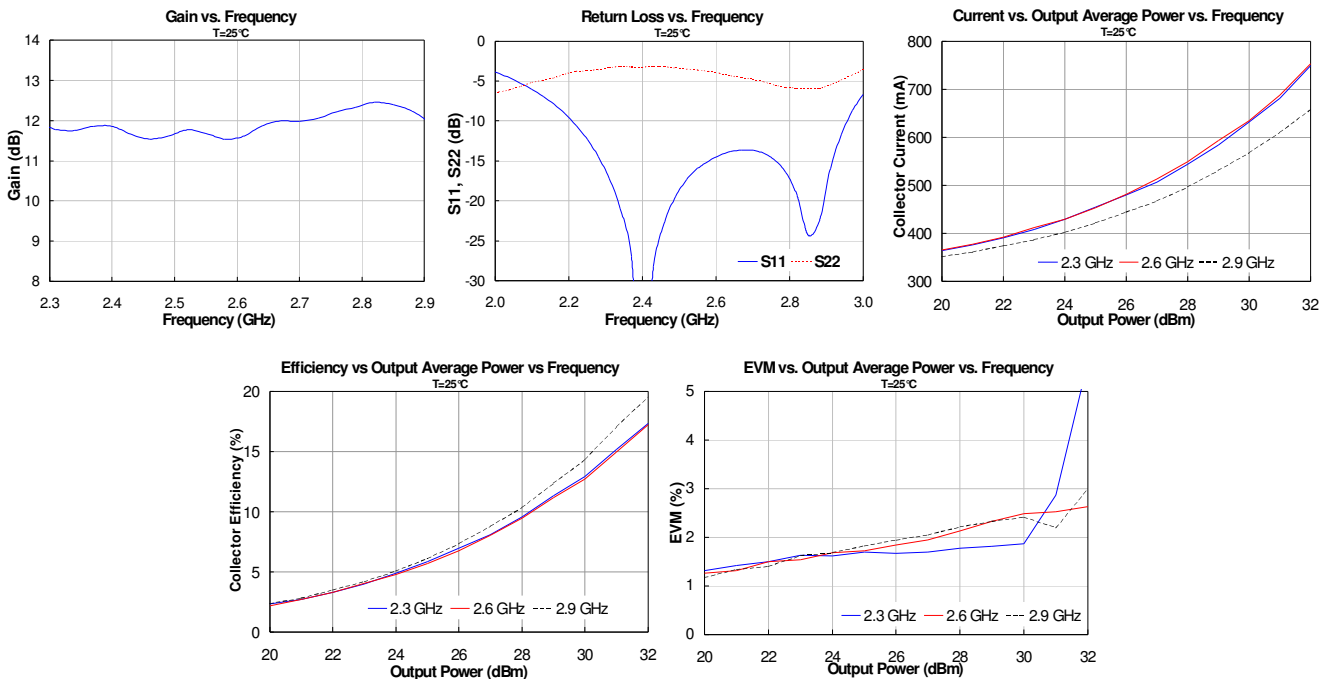 Gain vs. Frequency
T=25°C
14
13
12
11
10
9
8
Gain (dB)
2.3
2.4
2.5
2.6
2.7
2.8
2.9
Frequency (GHz)
Return Loss vs. Frequency
T=25°C
0
-5
-10
-15
-20
-25
-30
S11, S22 (dB)
S11
S22
2.0
2.2
2.4
2.6
2.8
3.0
Frequency (GHz)
Current vs. Output Average Power vs. Frequency
T=25°C
800
700
600
500
400
300
Collector Current (mA)
2.3 GHz
2.6 GHz
2.9 GHz
20
22
24
26
28
30
32
Output Power (dBm)
Efficiency vs Output Average Power vs Frequency
T=25°C
20
15
10
5
0
Collector Efficiency (%)
2.3 GHz
2.6 GHz
2.9 GHz
20
22
24
26
28
30
32
Output Power (dBm)
EVM vs. Output Average Power vs. Frequency
T=25°C
5
4
3
2
1
0
EVM (%)
2.3 GHz
2.6 GHz
2.9 GHz
20
22
24
26
28
30
32
Output Power (dBm)